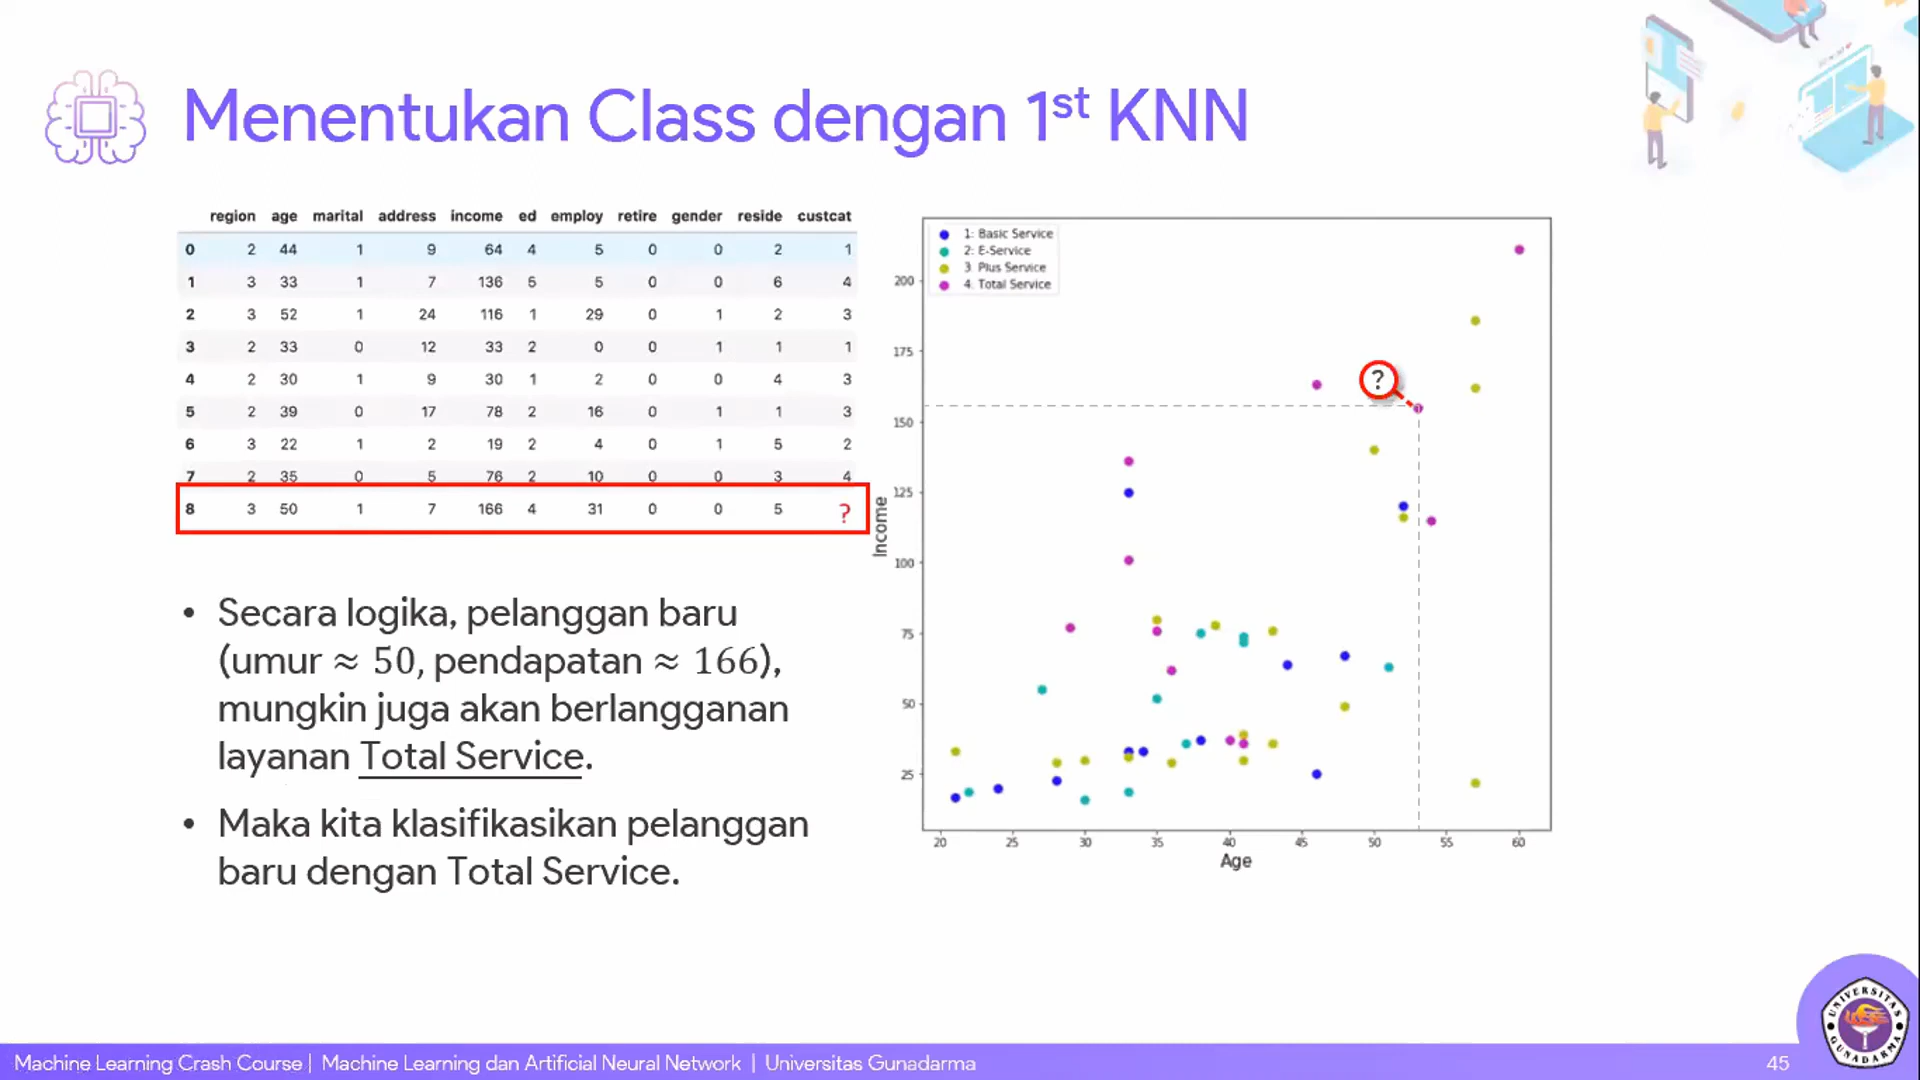 Menentukan Class dengan 1st KNN
region age marital address income ed employ retire gender reside custcat
0 2 44 1 9 64 4 5 0 0 2 1
1 3 33 1 7 136 5 5 0 0 6 4
2 3 52 1 24 116 1 29 0 1 2 3
3 2 33 0 12 33 2 0 0 1 1 1
4 2 30 1 9 30 1 2 0 0 4 3
5 2 39 0 17 78 2 16 0 1 1 3
6 3 22 1 2 19 2 4 0 1 5 2
7 2 35 0 5 76 2 10 0 0 3 4
8 3 50 1 7 166 4 31 0 0 5 ?
• Secara logika, pelanggan baru
(umur ≈ 50, pendapatan ≈ 166),
mungkin juga akan berlangganan
layanan Total Service.
• Maka kita klasifikasikan pelanggan
baru dengan Total Service.
1: Basic Service
2: E-Service
3: Plus Service
4: Total Service
?
200
175
150
125
100
75
50
25
Income
20 25 30 35 40 45 50 55 60
Age
Machine Learning Crash Course | Machine Learning dan Artificial Neural Network | Universitas Gunadarma
45
UNIVERSITAS
GUNADARMA